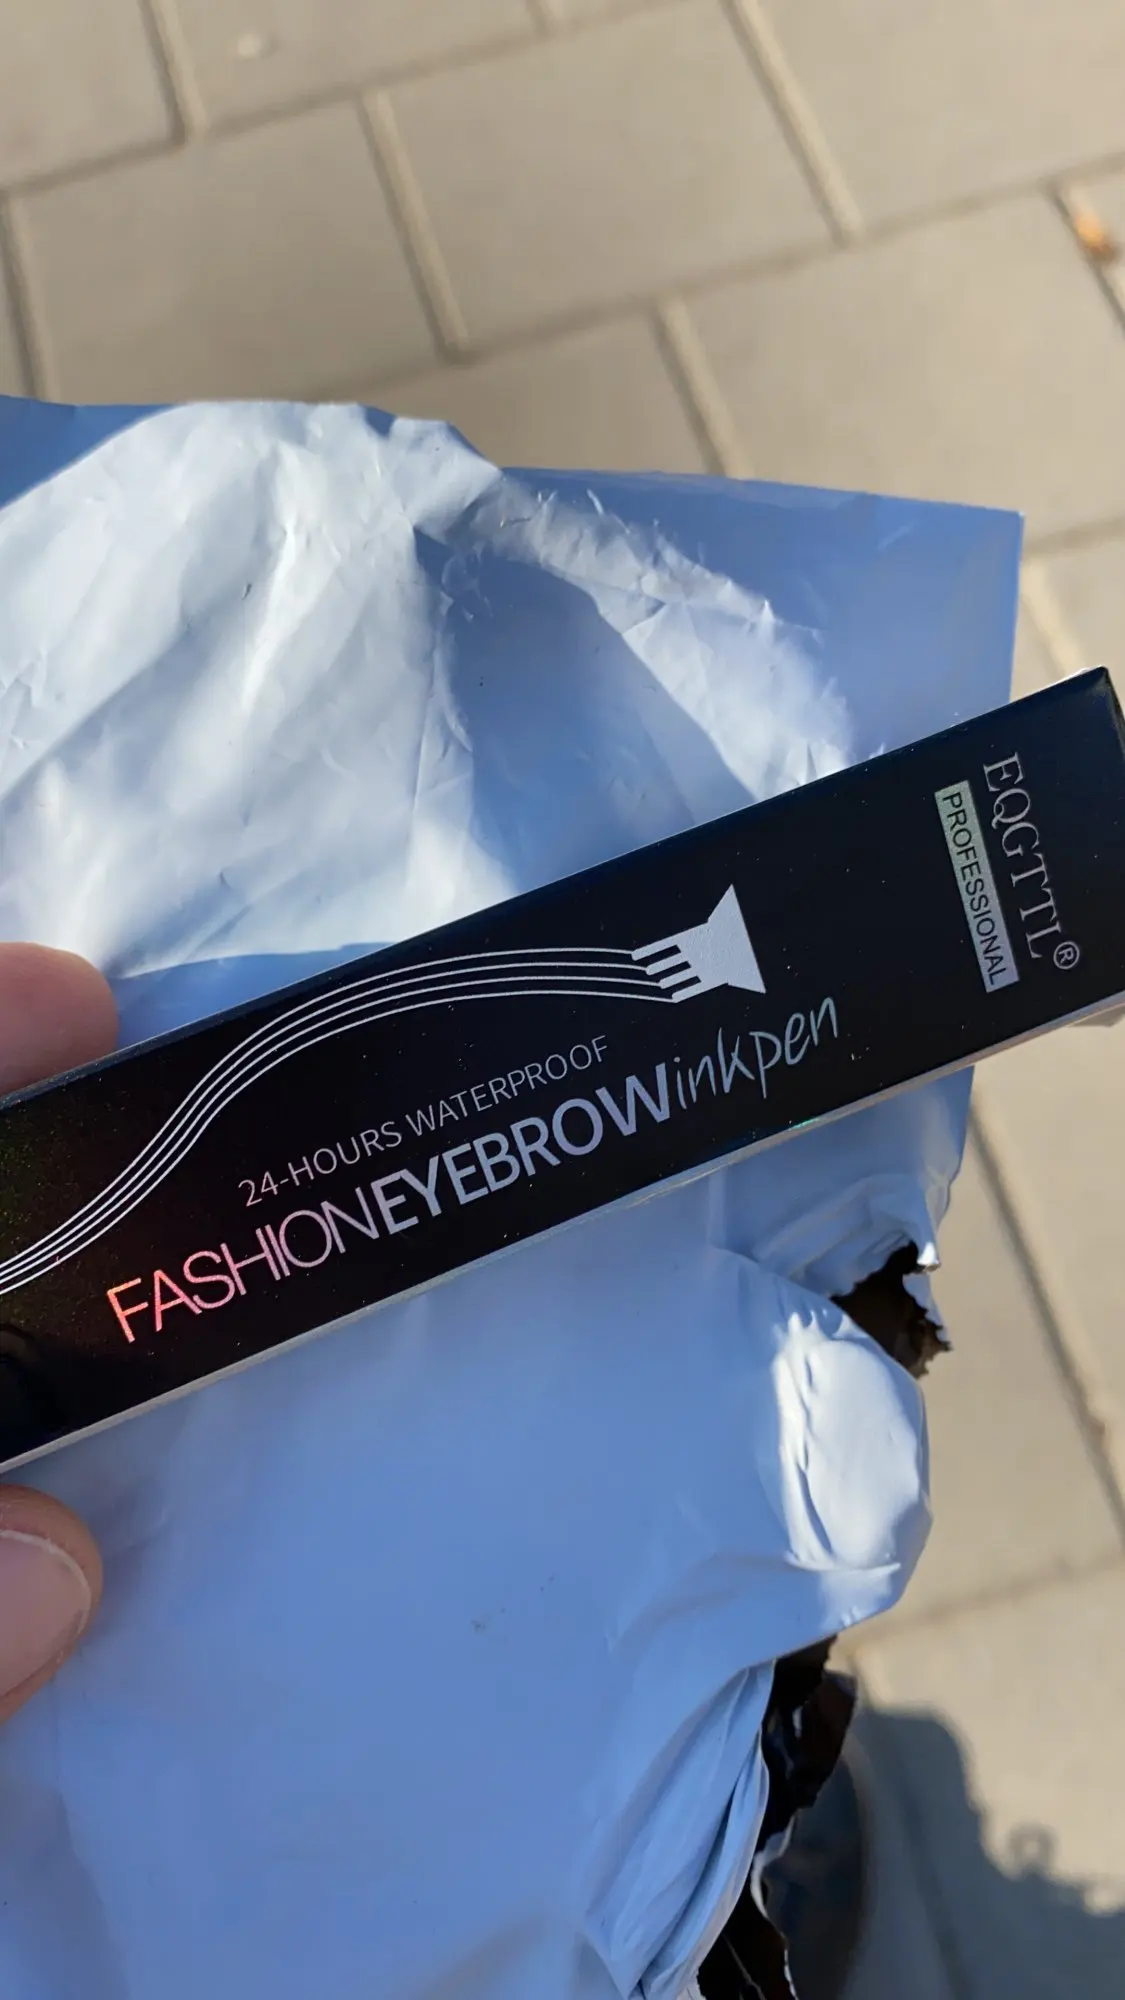 EQGTTL®
PROFESSIONAL
24-HOURS WATERPROOF
FASHIONEYEBROWinkpen